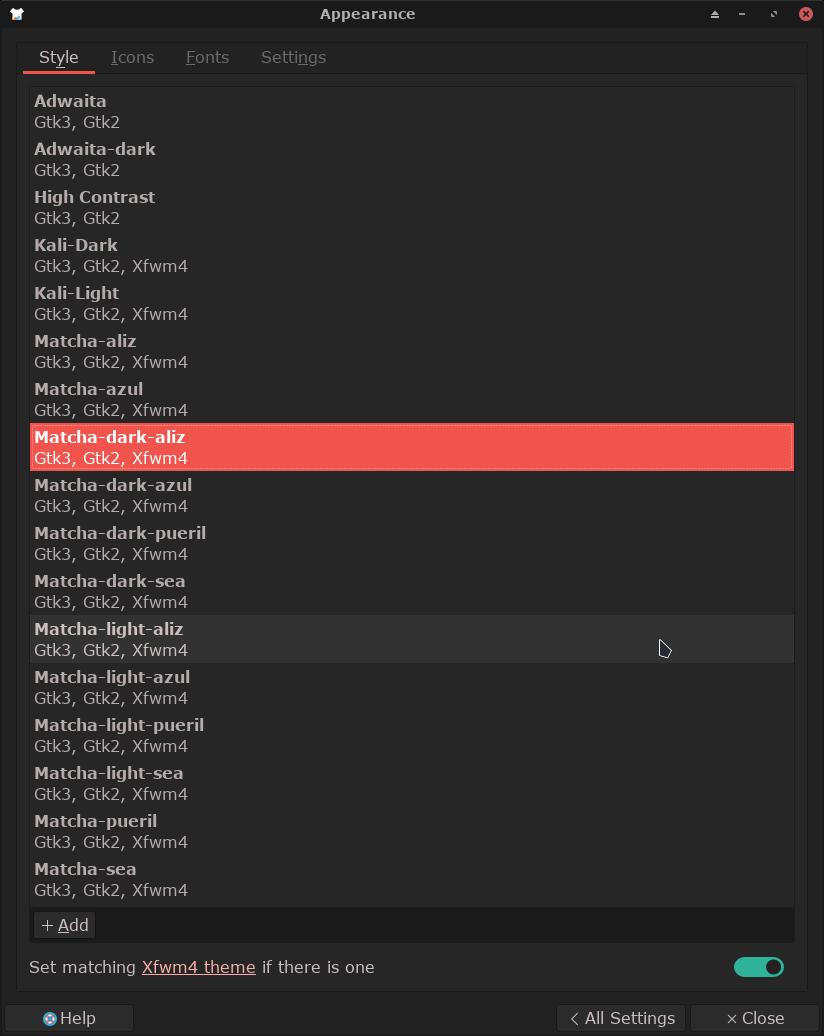 Appearance
Style Icons Fonts Settings
Adwaita
Gtk3, Gtk2
Adwaita-dark
Gtk3, Gtk2
High Contrast
Gtk3, Gtk2
Kali-Dark
Gtk3, Gtk2, Xfwm4
Kali-Light
Gtk3, Gtk2, Xfwm4
Matcha-aliz
Gtk3, Gtk2, Xfwm4
Matcha-azul
Gtk3, Gtk2, Xfwm4
Matcha-dark-aliz
Gtk3, Gtk2, Xfwm4
Matcha-dark-azul
Gtk3, Gtk2, Xfwm4
Matcha-dark-pueril
Gtk3, Gtk2, Xfwm4
Matcha-dark-sea
Gtk3, Gtk2, Xfwm4
Matcha-light-aliz
Gtk3, Gtk2, Xfwm4
Matcha-light-azul
Gtk3, Gtk2, Xfwm4
Matcha-light-pueril
Gtk3, Gtk2, Xfwm4
Matcha-light-sea
Gtk3, Gtk2, Xfwm4
Matcha-pueril
Gtk3, Gtk2, Xfwm4
Matcha-sea
Gtk3, Gtk2, Xfwm4
+ Add
Set matching Xfwm4 theme if there is one
Help < All Settings × Close